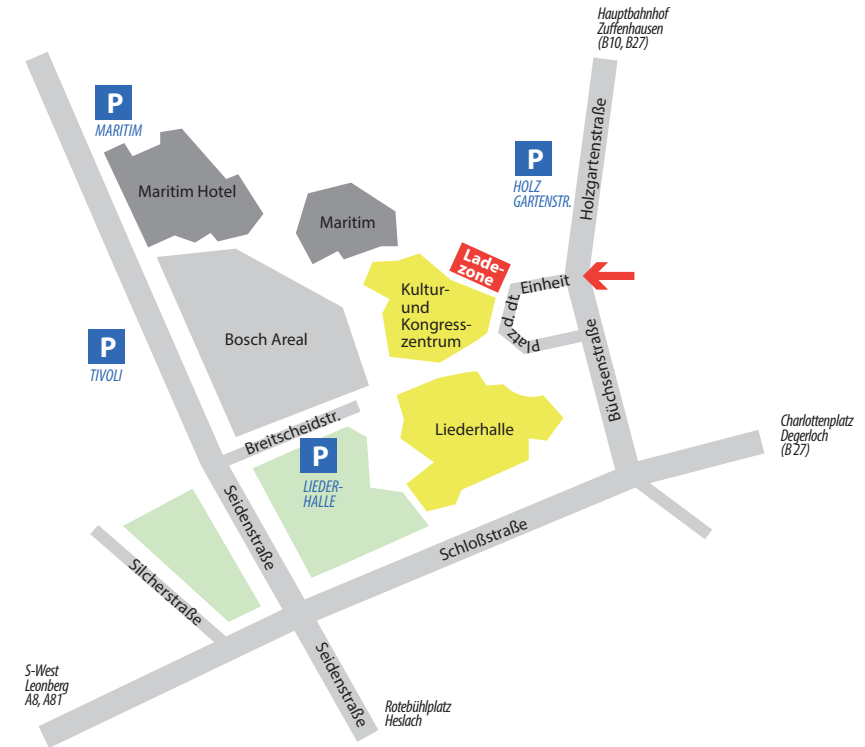 Hauptbahnhof
Zuffenhausen
(B10, B27)
P
MARITIM
Maritim Hotel
Maritim
P
HOLZ
GARTENSTR.
Holzgartenstraße
Lade-
zone
Einheit
Platz d. dt.
Kultur-
und
Kongress-
zentrum
Bosch Areal
P
TIVOLI
Büchsenstraße
Breitscheidstr.
Liederhalle
P
LIEDER-
HALLE
Charlottenplatz
Degerloch
(B 27)
Seidenstraße
Schloßstraße
Silcherstraße
Seidenstraße
S-West
Leonberg
A8, A81
Rotebühlplatz
Heslach